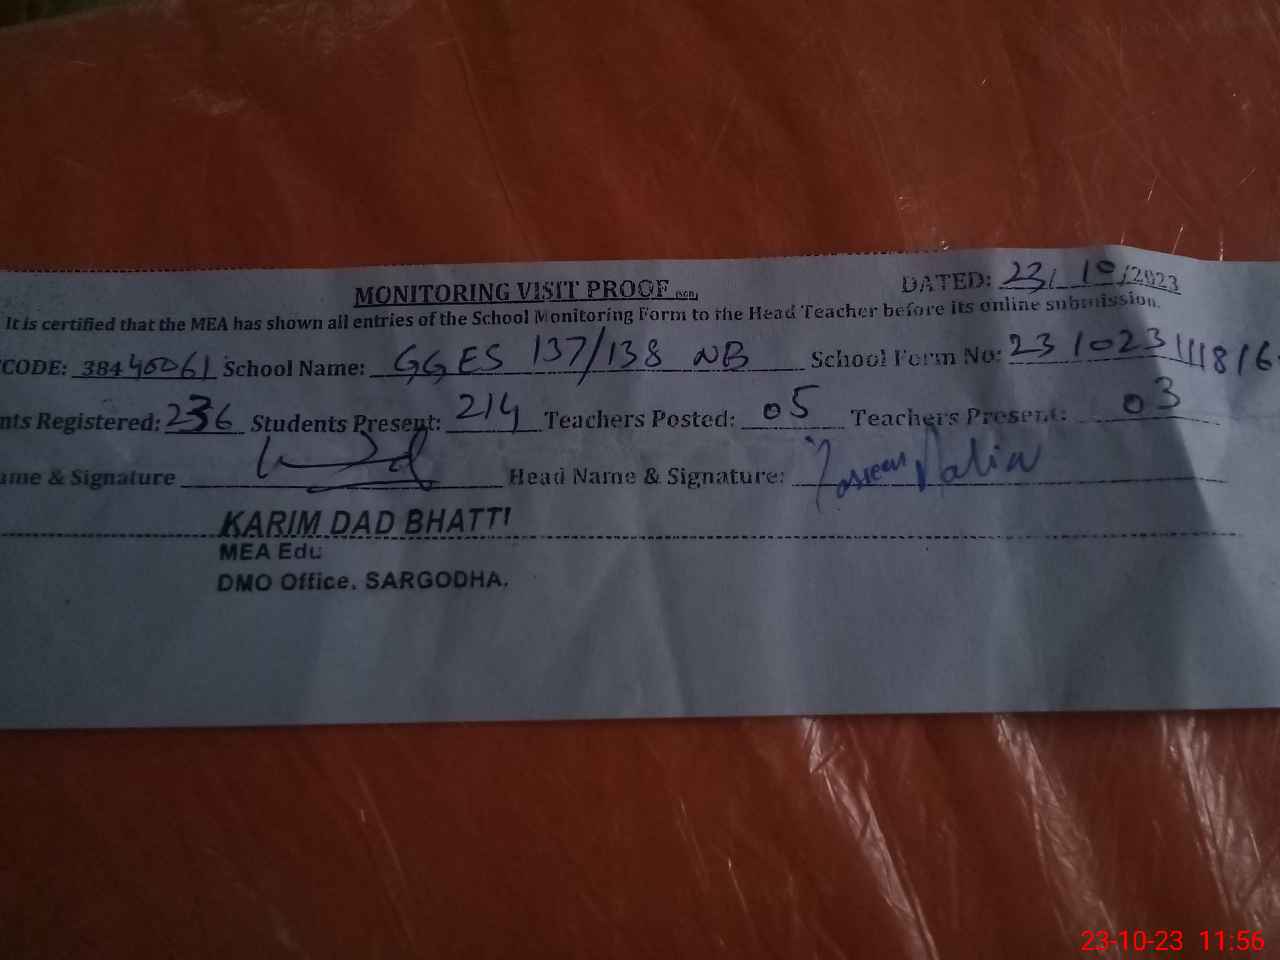 MONITORING VISIT PROOF
DATED: 23/10/2023
It is certified that the MEA has shown all entries of the School Monitoring Form to the Head Teacher before its online submission.
CODE: 38440061 School Name: GGES 137/138 NB School Form No: 231023111816
nts Registered: 236 Students Present: 214 Teachers Posted: 05 Teachers Present: 03
ame & Signature Head Name & Signature:
KARIM DAD BHATTI
MEA Edu
DMO Office. SARGODHA.
23-10-23 11:56